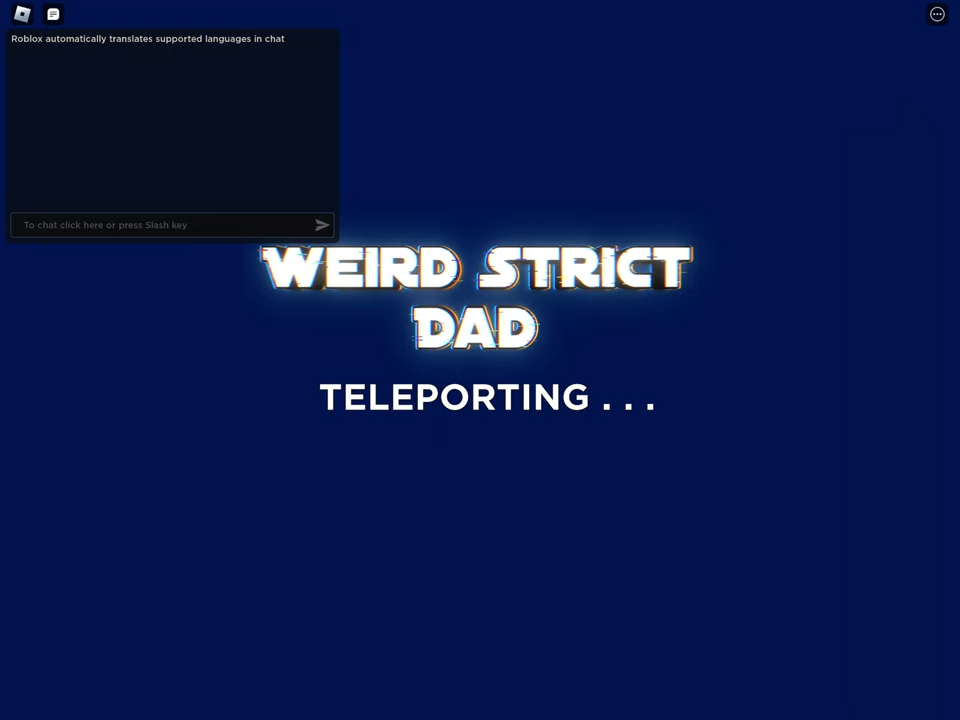 Roblox automatically translates supported languages in chat
To chat click here or press Slash key
WEIRD STRICT
DAD
TELEPORTING . . .